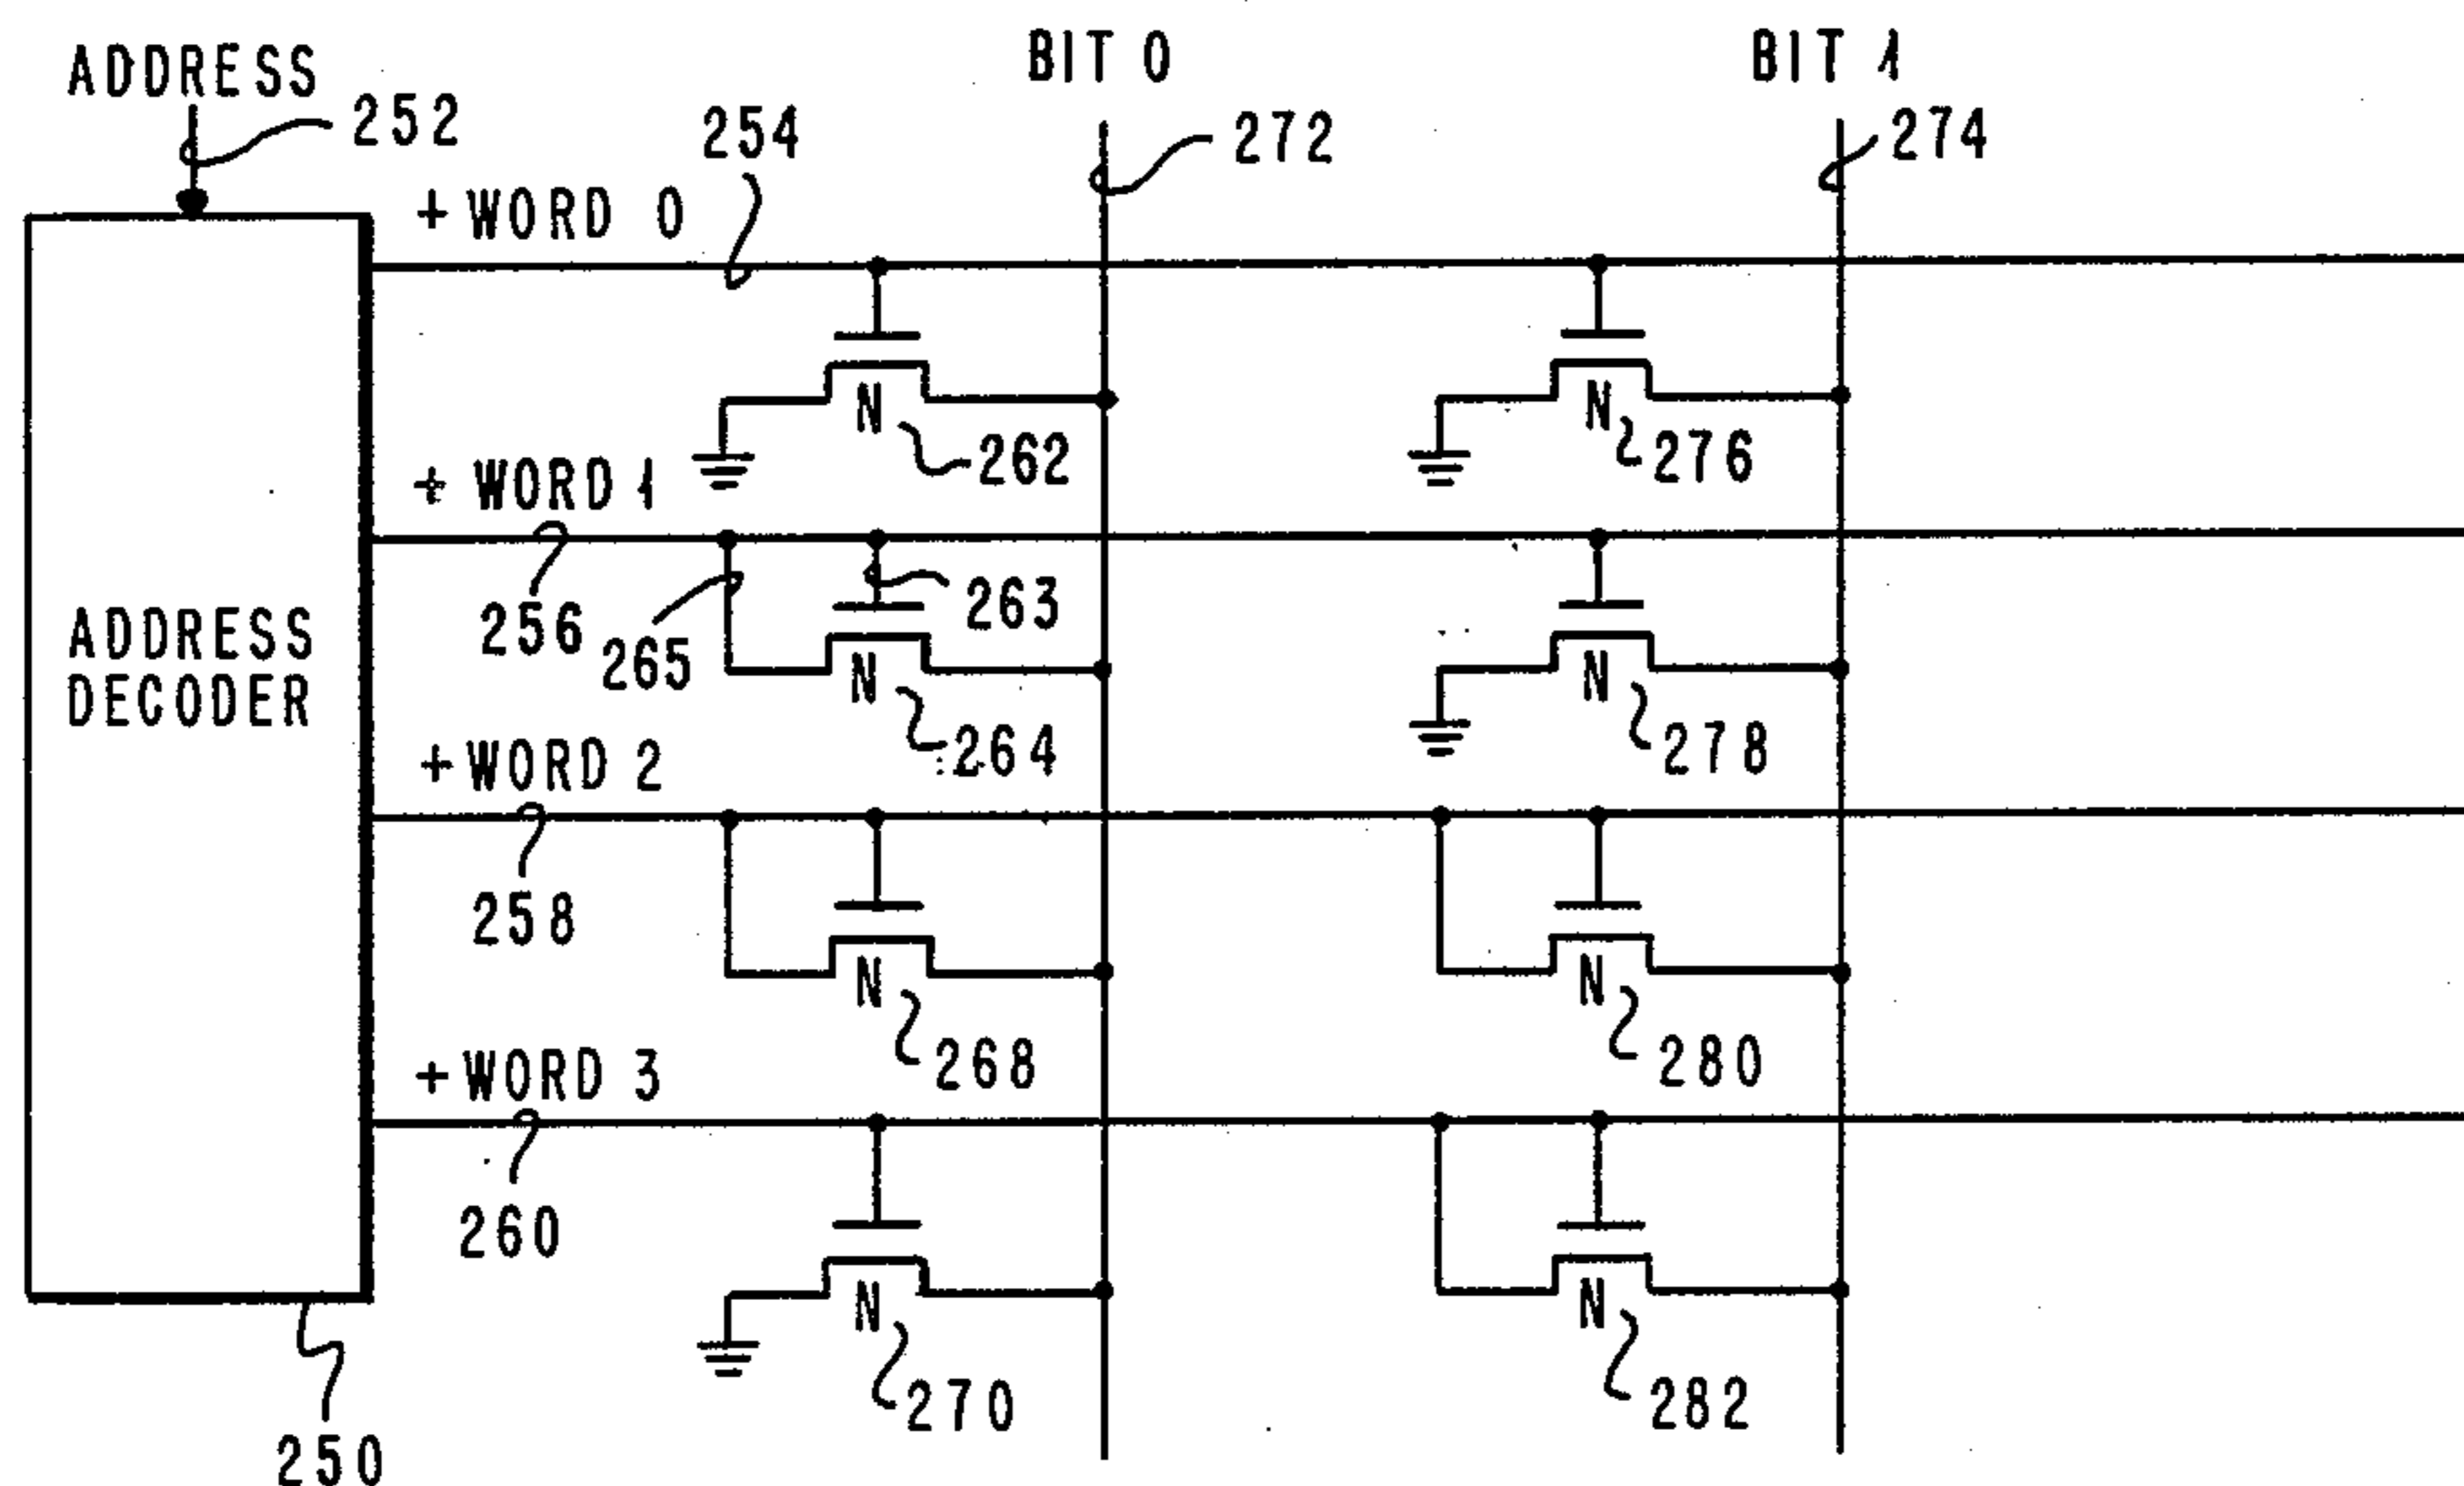 ADDRESS
252
254
BIT 0
272
BIT 1
274
+ WORD 0
N
262
N
276
+ WORD 1
256
265
263
N
264
N
278
ADDRESS
DECODER
+ WORD 2
258
N
268
N
280
+ WORD 3
260
N
270
N
282
250